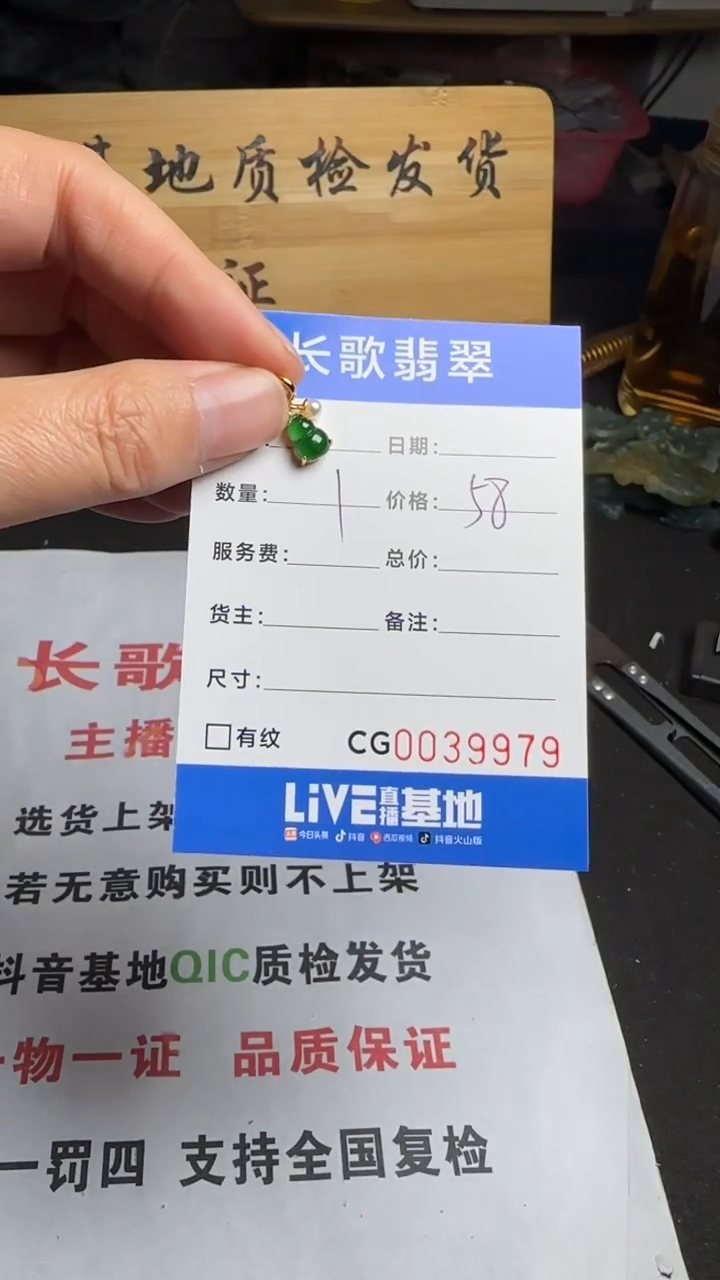 基地质检发货
证
长歌翡翠
日期:
数量: 1 价格: 58
服务费: 总价:
货主: 备注:
尺寸:
有纹 CG0039979
LiVE直播基地
今日头条 抖音 西瓜视频 抖音火山版
长歌
主播
选货上架
若无意购买则不上架
抖音基地QIC质检发货
一物一证 品质保证
一罚四 支持全国复检